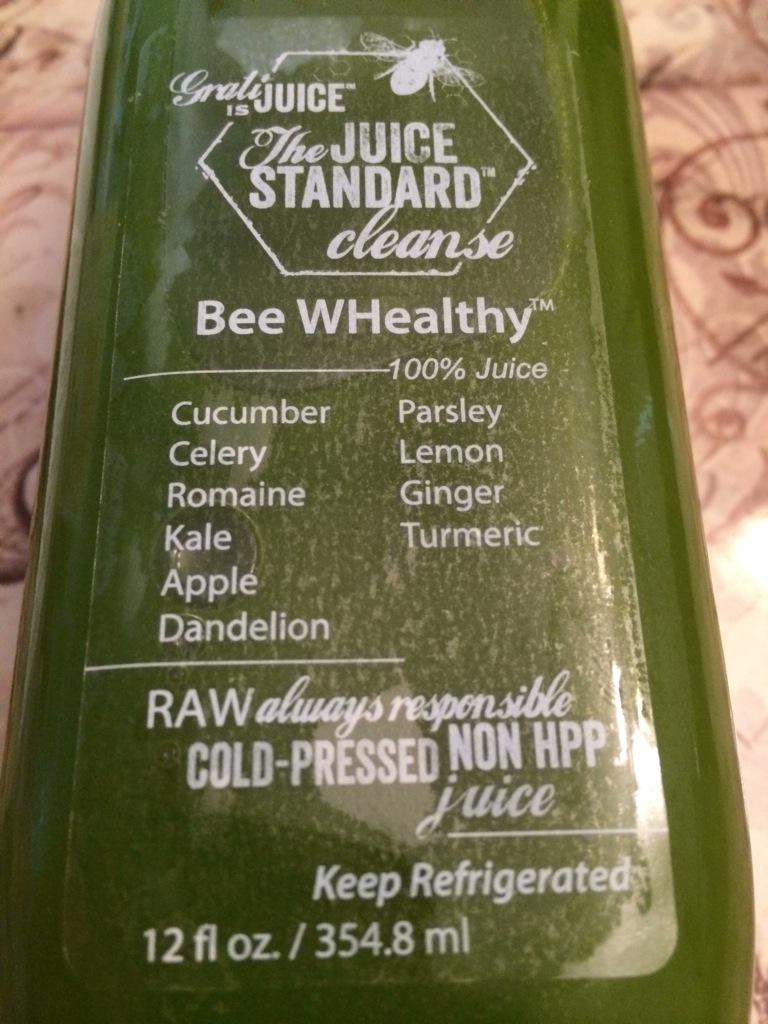 Grati JUICE™
IS
The JUICE
STANDARD™
cleanse
Bee WHealthy™
100% Juice
Cucumber
Celery
Romaine
Kale
Apple
Dandelion
Parsley
Lemon
Ginger
Turmeric
RAW always responsible
COLD-PRESSED NON HPP
juice
Keep Refrigerated
12 fl oz. / 354.8 ml